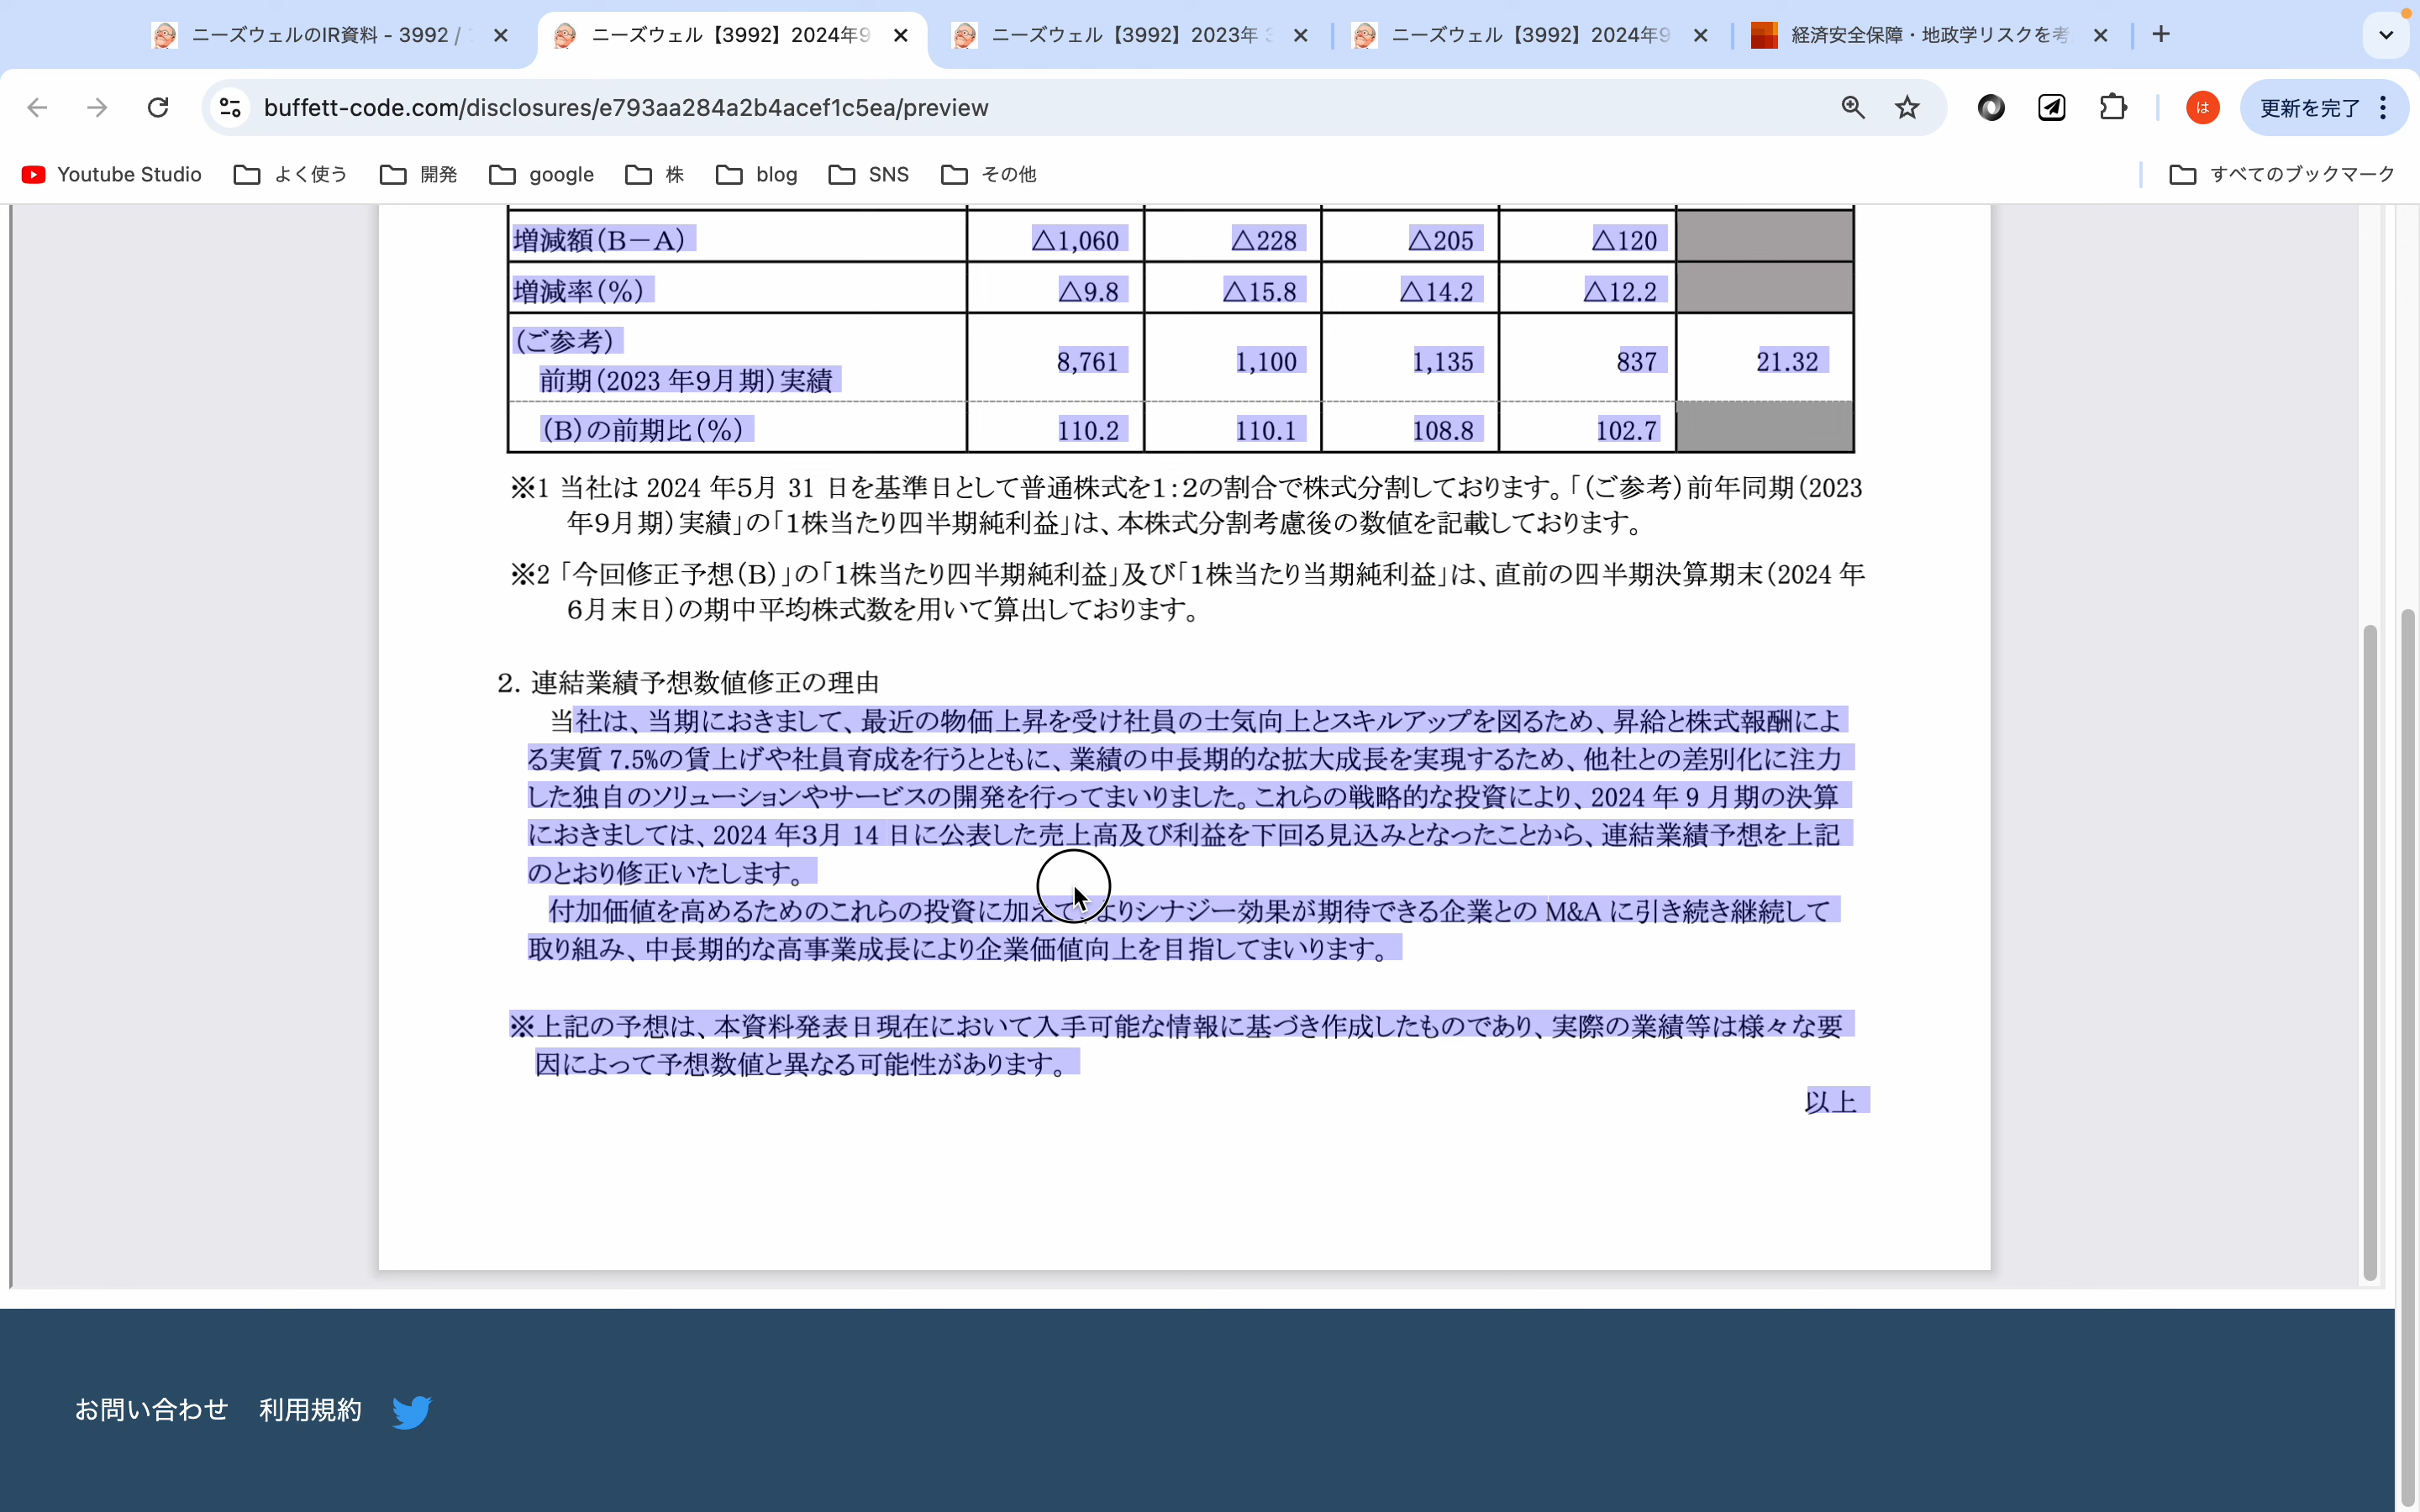 ニーズウェルのIR資料 - 3992 /
ニーズウェル【3992】2024年9
ニーズウェル【3992】2023年
ニーズウェル【3992】2024年9
経済安全保障・地政学リスクを考
buffett-code.com/disclosures/e793aa284a2b4acef1c5ea/preview
は
更新を完了
Youtube Studio
よく使う
開発
google
株
blog
SNS
その他
すべてのブックマーク
増減額(B－A) △1,060 △228 △205 △120
増減率(%) △9.8 △15.8 △14.2 △12.2
(ご参考)
前期(2023 年9月期)実績 8,761 1,100 1,135 837 21.32
(B)の前期比(%) 110.2 110.1 108.8 102.7
※1 当社は 2024 年5月 31 日を基準日として普通株式を1:2の割合で株式分割しております。「(ご参考)前年同期(2023
年9月期)実績」の「1株当たり四半期純利益」は、本株式分割考慮後の数値を記載しております。
※2 「今回修正予想(B)」の「1株当たり四半期純利益」及び「1株当たり当期純利益」は、直前の四半期決算期末(2024 年
6月末日)の期中平均株式数を用いて算出しております。
2. 連結業績予想数値修正の理由
当社は、当期におきまして、最近の物価上昇を受け社員の士気向上とスキルアップを図るため、昇給と株式報酬によ
る実質 7.5%の賃上げや社員育成を行うとともに、業績の中長期的な拡大成長を実現するため、他社との差別化に注力
した独自のソリューションやサービスの開発を行ってまいりました。これらの戦略的な投資により、2024 年 9 月期の決算
におきましては、2024 年3月 14 日に公表した売上高及び利益を下回る見込みとなったことから、連結業績予想を上記
のとおり修正いたします。
付加価値を高めるためのこれらの投資に加えて、よりシナジー効果が期待できる企業との M&A に引き続き継続して
取り組み、中長期的な高事業成長により企業価値向上を目指してまいります。
※上記の予想は、本資料発表日現在において入手可能な情報に基づき作成したものであり、実際の業績等は様々な要
因によって予想数値と異なる可能性があります。
以上
お問い合わせ
利用規約